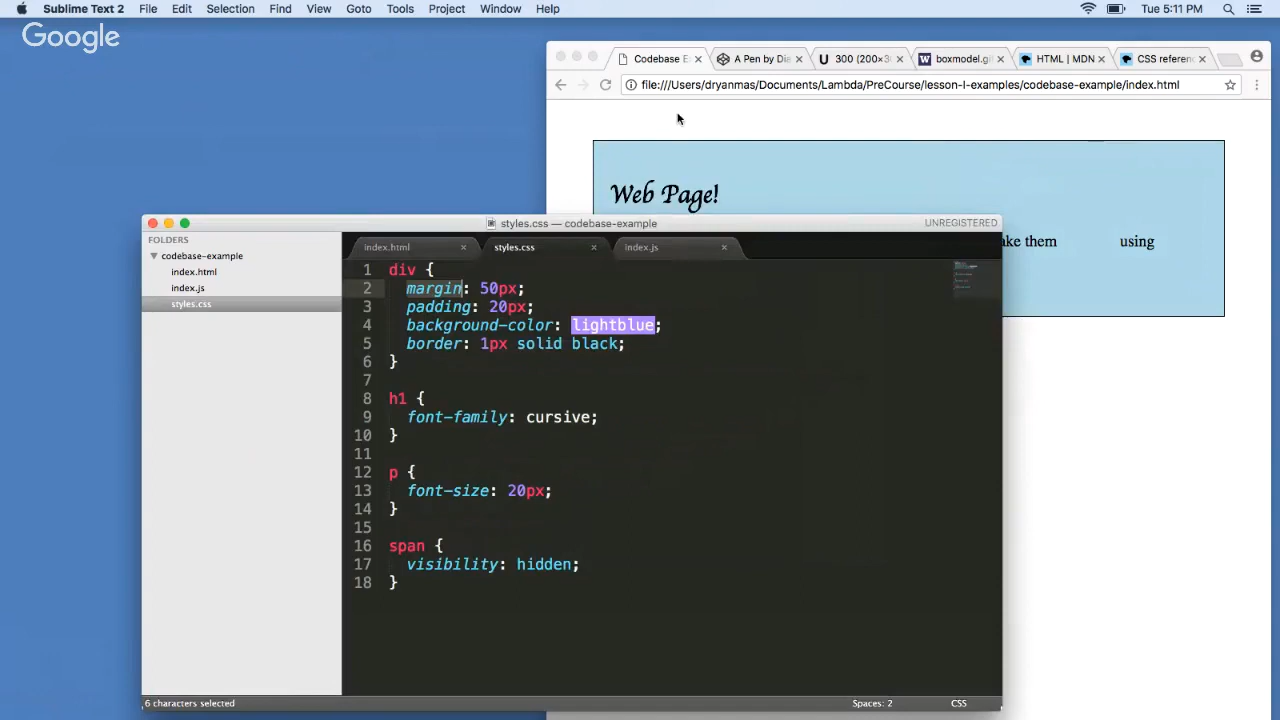 Sublime Text 2 File Edit Selection Find View Goto Tools Project Window Help Tue 5:11 PM
Google
Codebase E A Pen by Dia U 300 (200×3 W boxmodel.gi HTML | MDN CSS referen
file:///Users/dryanmas/Documents/Lambda/PreCourse/lesson-I-examples/codebase-example/index.html
Web Page!
ake them using
styles.css — codebase-example UNREGISTERED
FOLDERS
codebase-example
index.html
index.js
styles.css
index.html styles.css index.js
1 div {
2 margin: 50px;
3 padding: 20px;
4 background-color: lightblue;
5 border: 1px solid black;
6 }
7
8 h1 {
9 font-family: cursive;
10 }
11
12 p {
13 font-size: 20px;
14 }
15
16 span {
17 visibility: hidden;
18 }
6 characters selected Spaces: 2 CSS